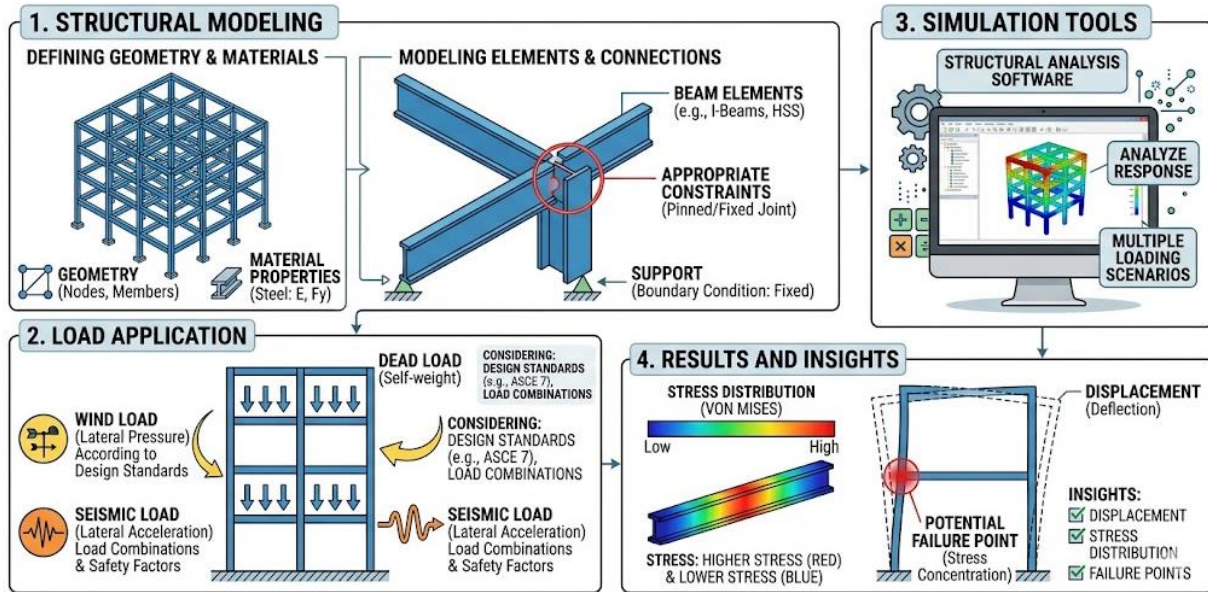 1. STRUCTURAL MODELING
DEFINING GEOMETRY & MATERIALS
GEOMETRY
(Nodes, Members)
MATERIAL
PROPERTIES
(Steel: E, Fy)
MODELING ELEMENTS & CONNECTIONS
BEAM ELEMENTS
(e.g., I-Beams, HSS)
APPROPRIATE
CONSTRAINTS
(Pinned/Fixed Joint)
SUPPORT
(Boundary Condition: Fixed)
2. LOAD APPLICATION
WIND LOAD
(Lateral Pressure)
According to
Design Standards
SEISMIC LOAD
(Lateral Acceleration)
Load Combinations
& Safety Factors
DEAD LOAD
(Self-weight)
CONSIDERING:
DESIGN STANDARDS
(s.g., ASCE 7),
LOAD COMBINATIONS
CONSIDERING:
DESIGN STANDARDS
(e.g., ASCE 7),
LOAD COMBINATIONS
SEISMIC LOAD
(Lateral Acceleration)
Load Combinations
& Safety Factors
3. SIMULATION TOOLS
STRUCTURAL ANALYSIS
SOFTWARE
ANALYZE
RESPONSE
MULTIPLE
LOADING
SCENARIOS
4. RESULTS AND INSIGHTS
STRESS DISTRIBUTION
(VON MISES)
Low
High
STRESS: HIGHER STRESS (RED)
& LOWER STRESS (BLUE)
DISPLACEMENT
(Deflection)
POTENTIAL
FAILURE POINT
(Stress
Concentration)
INSIGHTS:
DISPLACEMENT
STRESS
DISTRIBUTION
FAILURE POINTS